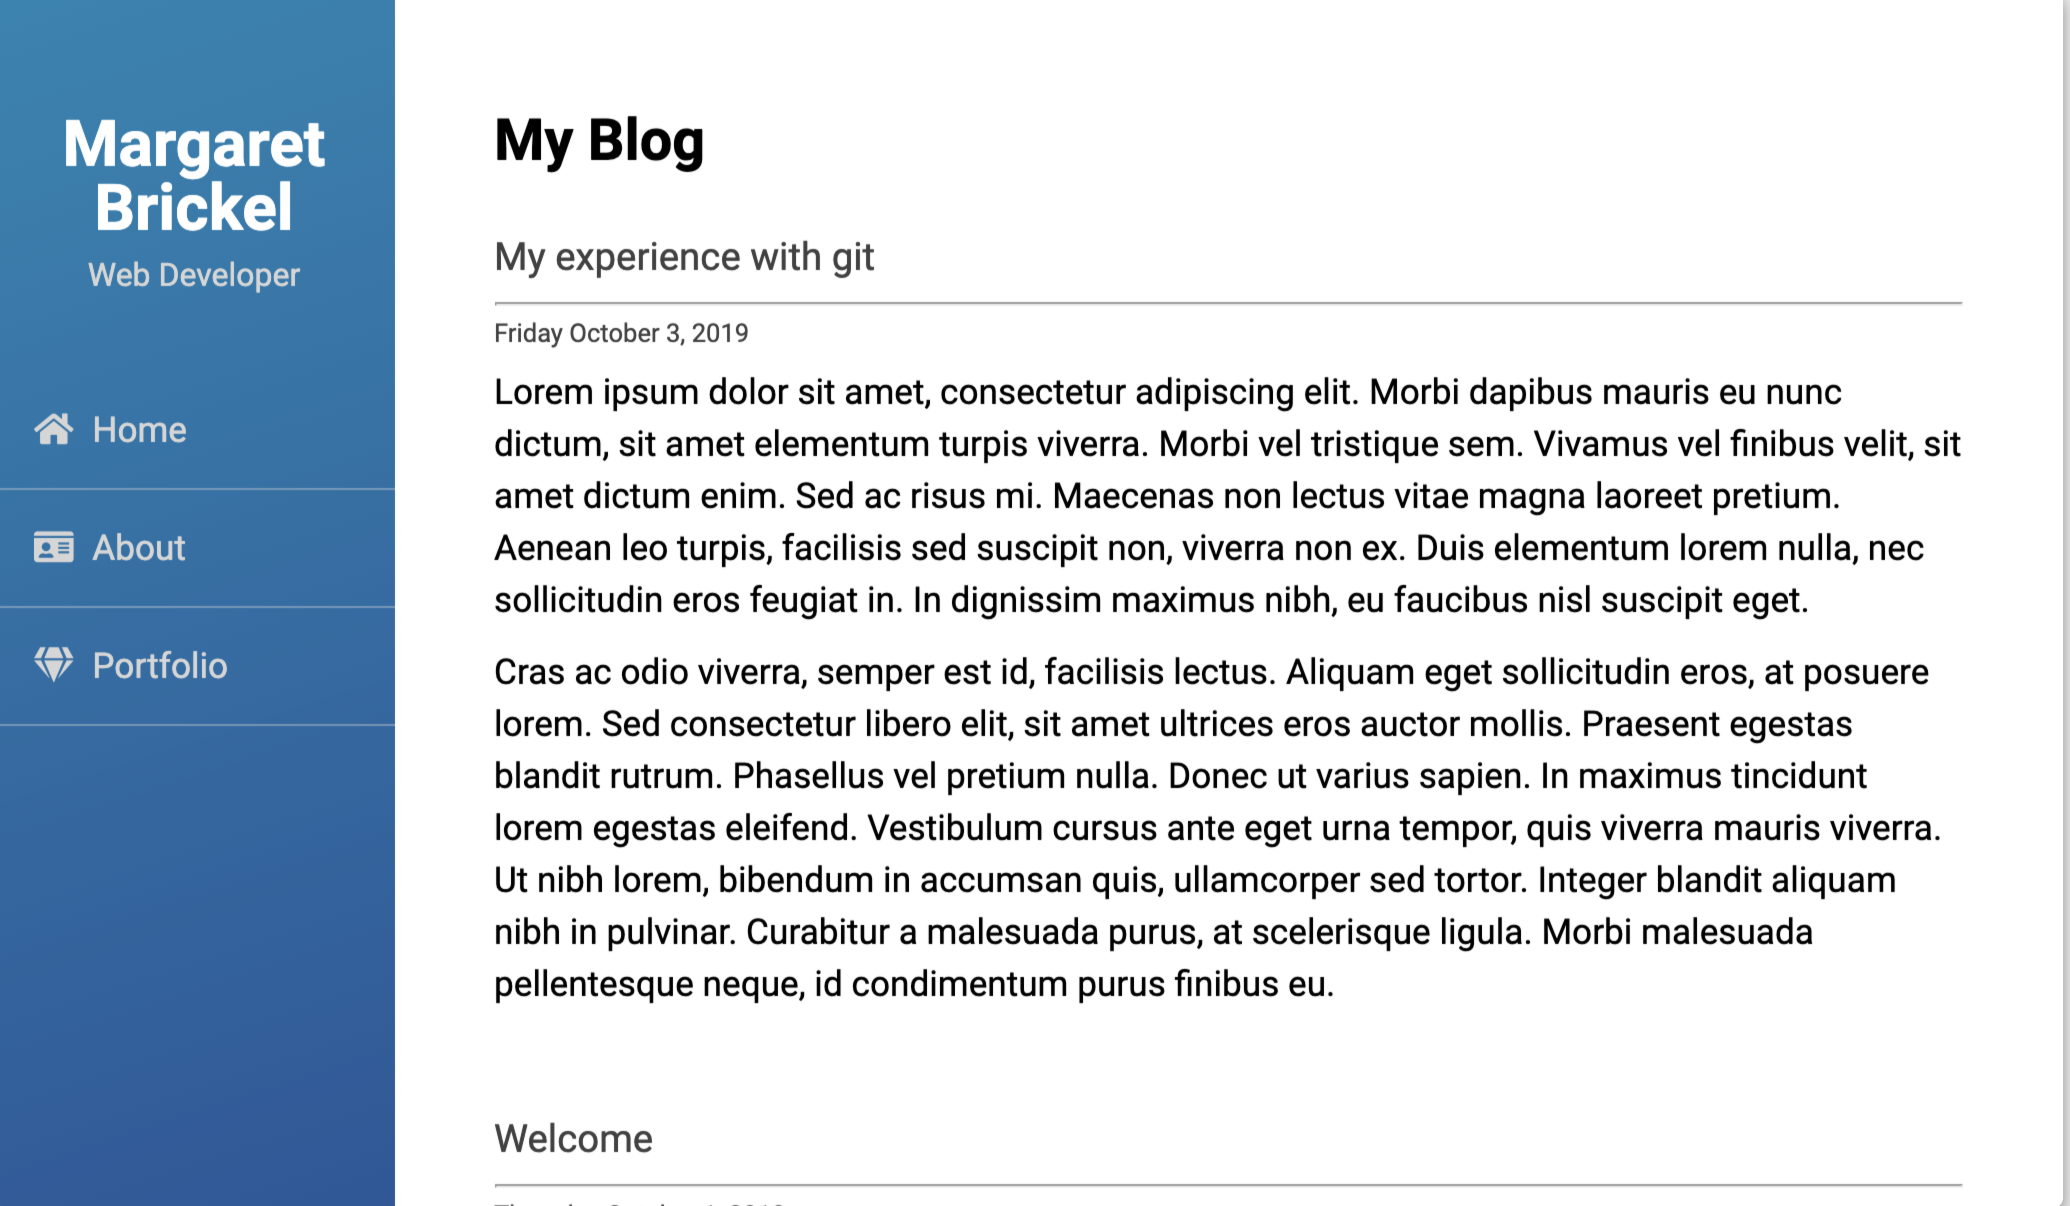 Margaret
Brickel
Web Developer
Home
About
Portfolio
My Blog
My experience with git
Friday October 3, 2019
Lorem ipsum dolor sit amet, consectetur adipiscing elit. Morbi dapibus mauris eu nunc
dictum, sit amet elementum turpis viverra. Morbi vel tristique sem. Vivamus vel finibus velit, sit
amet dictum enim. Sed ac risus mi. Maecenas non lectus vitae magna laoreet pretium.
Aenean leo turpis, facilisis sed suscipit non, viverra non ex. Duis elementum lorem nulla, nec
sollicitudin eros feugiat in. In dignissim maximus nibh, eu faucibus nisl suscipit eget.
Cras ac odio viverra, semper est id, facilisis lectus. Aliquam eget sollicitudin eros, at posuere
lorem. Sed consectetur libero elit, sit amet ultrices eros auctor mollis. Praesent egestas
blandit rutrum. Phasellus vel pretium nulla. Donec ut varius sapien. In maximus tincidunt
lorem egestas eleifend. Vestibulum cursus ante eget urna tempor, quis viverra mauris viverra.
Ut nibh lorem, bibendum in accumsan quis, ullamcorper sed tortor. Integer blandit aliquam
nibh in pulvinar. Curabitur a malesuada purus, at scelerisque ligula. Morbi malesuada
pellentesque neque, id condimentum purus finibus eu.
Welcome